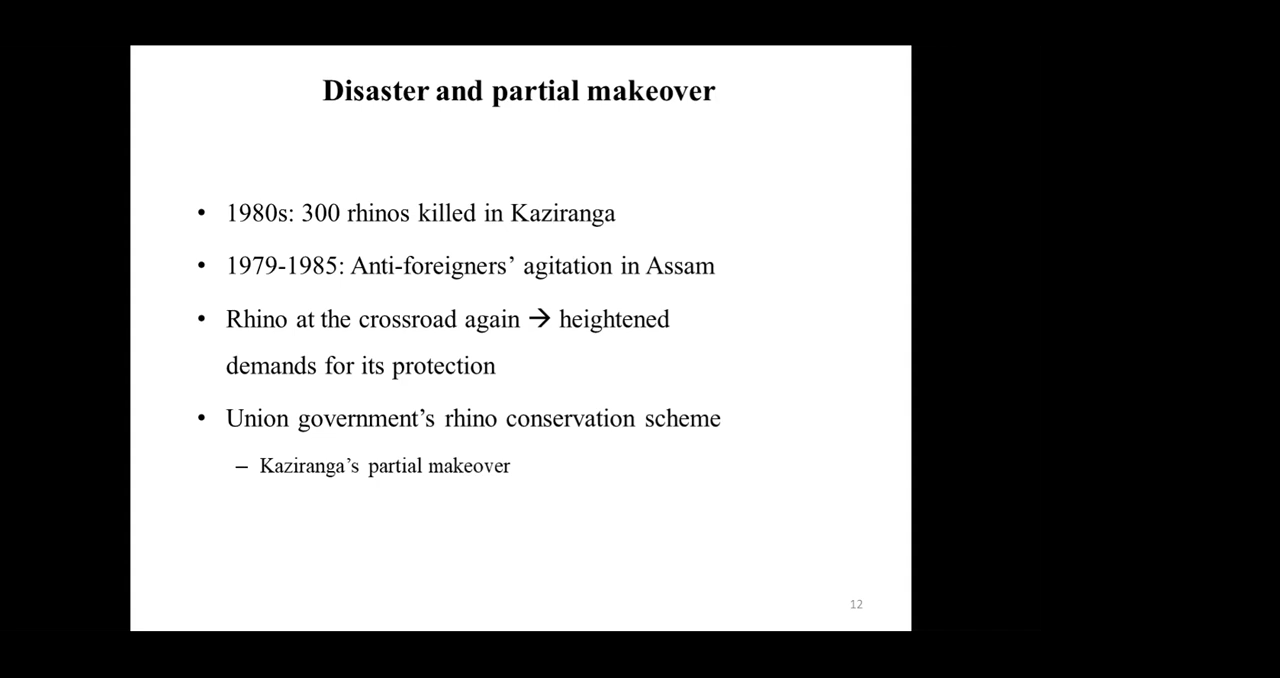 Disaster and partial makeover
• 1980s: 300 rhinos killed in Kaziranga
• 1979-1985: Anti-foreigners’ agitation in Assam
• Rhino at the crossroad again → heightened
demands for its protection
• Union government’s rhino conservation scheme
– Kaziranga’s partial makeover
12